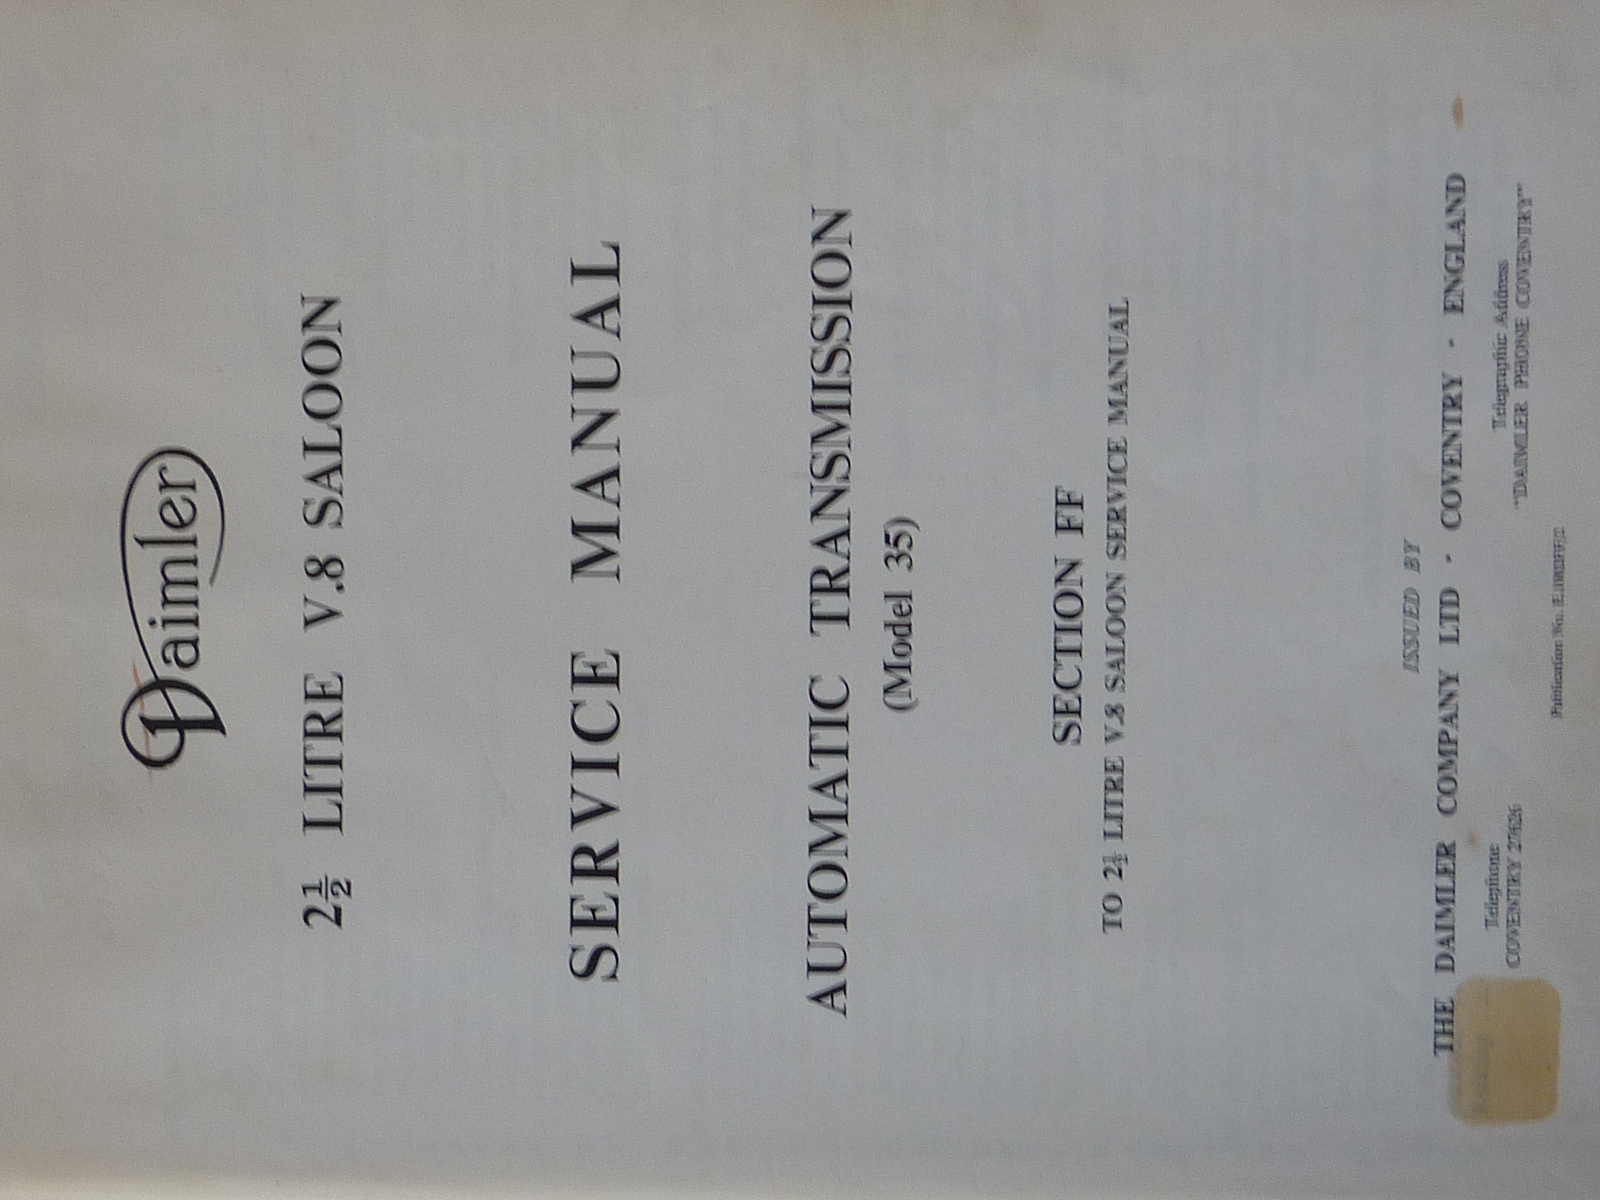 Daimler
2½ LITRE V.8 SALOON
SERVICE MANUAL
AUTOMATIC TRANSMISSION
(Model 35)
SECTION FF
TO 2½ LITRE V.8 SALOON SERVICE MANUAL
ISSUED BY
THE DAIMLER COMPANY LTD · COVENTRY · ENGLAND
Telephone
COVENTRY 27626
Telegraphic Address
"DAIMLER PHONE COVENTRY"
Publication No.